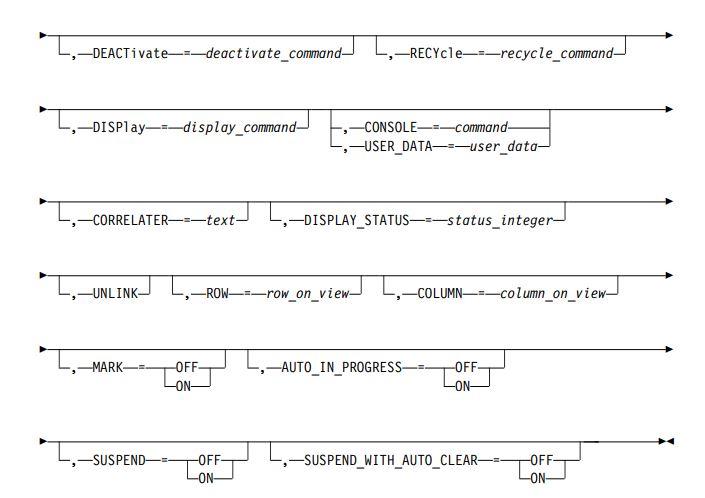 ,DEACTivate=deactivate_command ,RECYcle=recycle_command
,DISPlay=display_command ,CONSOLE=command
,USER_DATA=user_data
,CORRELATER=text ,DISPLAY_STATUS=status_integer
,UNLINK ,ROW=row_on_view ,COLUMN=column_on_view
,MARK=OFF ,AUTO_IN_PROGRESS=OFF
ON ON
,SUSPEND=OFF ,SUSPEND_WITH_AUTO_CLEAR=OFF
ON ON